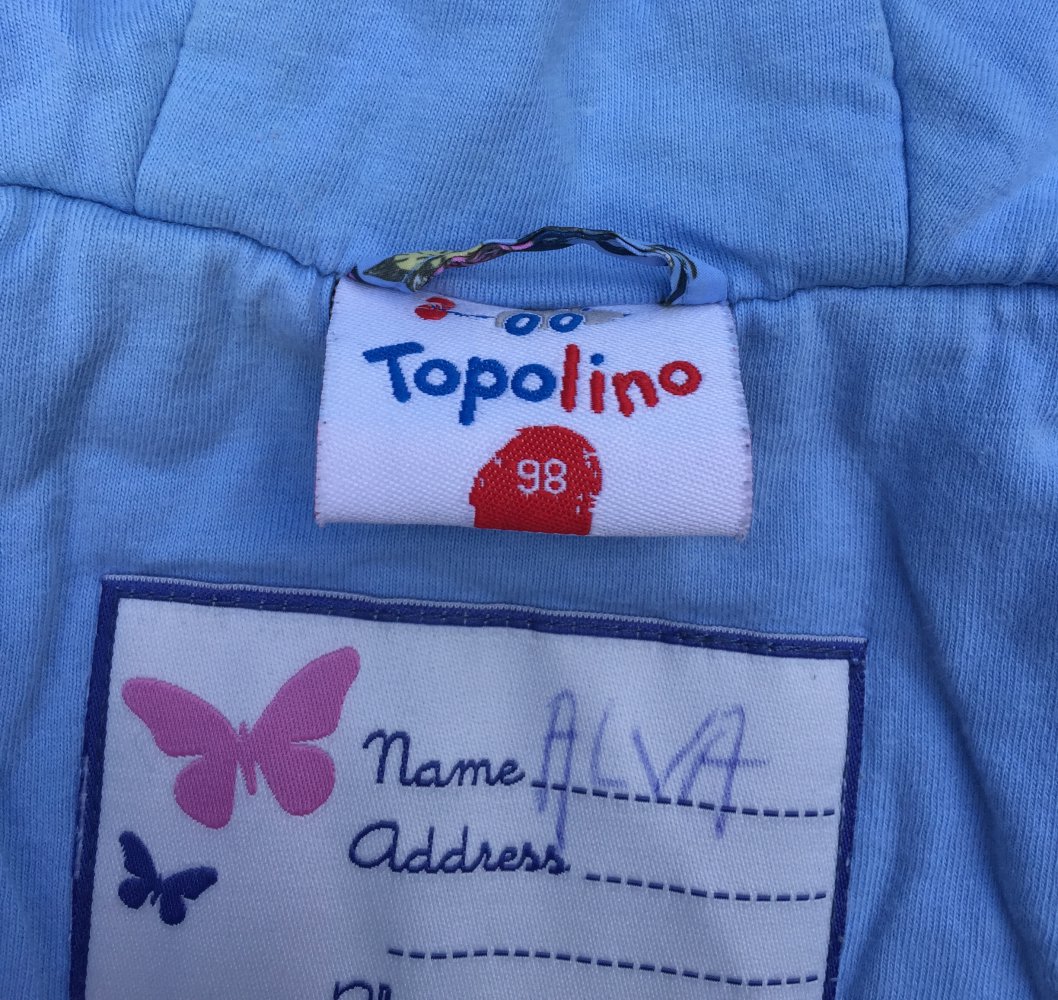 Topolino
98
Name ALVA
Address